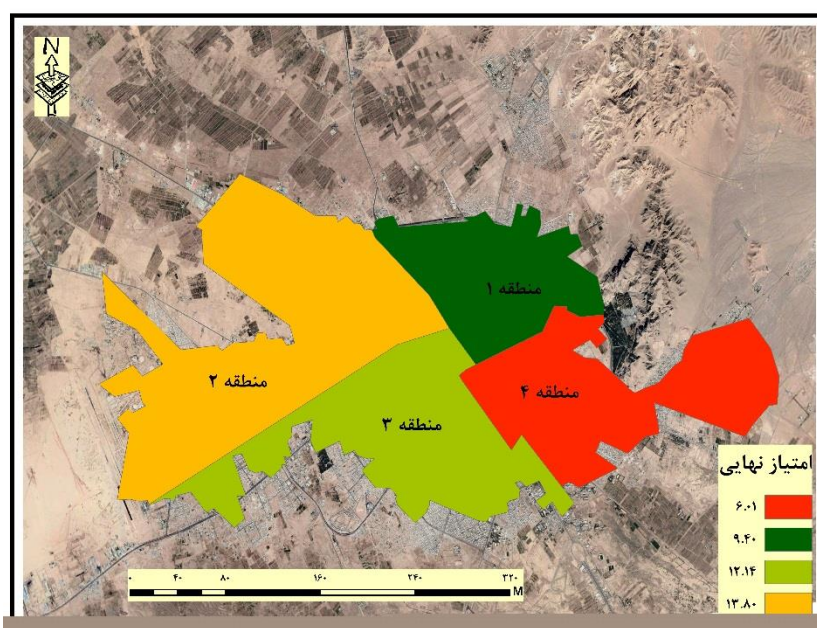 N
منطقه ۱
منطقه ۲
منطقه ۳
منطقه ۴
امتیاز نهایی
۶.۰۱
۹.۴۰
۱۲.۱۴
۱۳.۸۰
۰ ۴۰ ۸۰ ۱۶۰ ۲۴۰ ۳۲۰
M